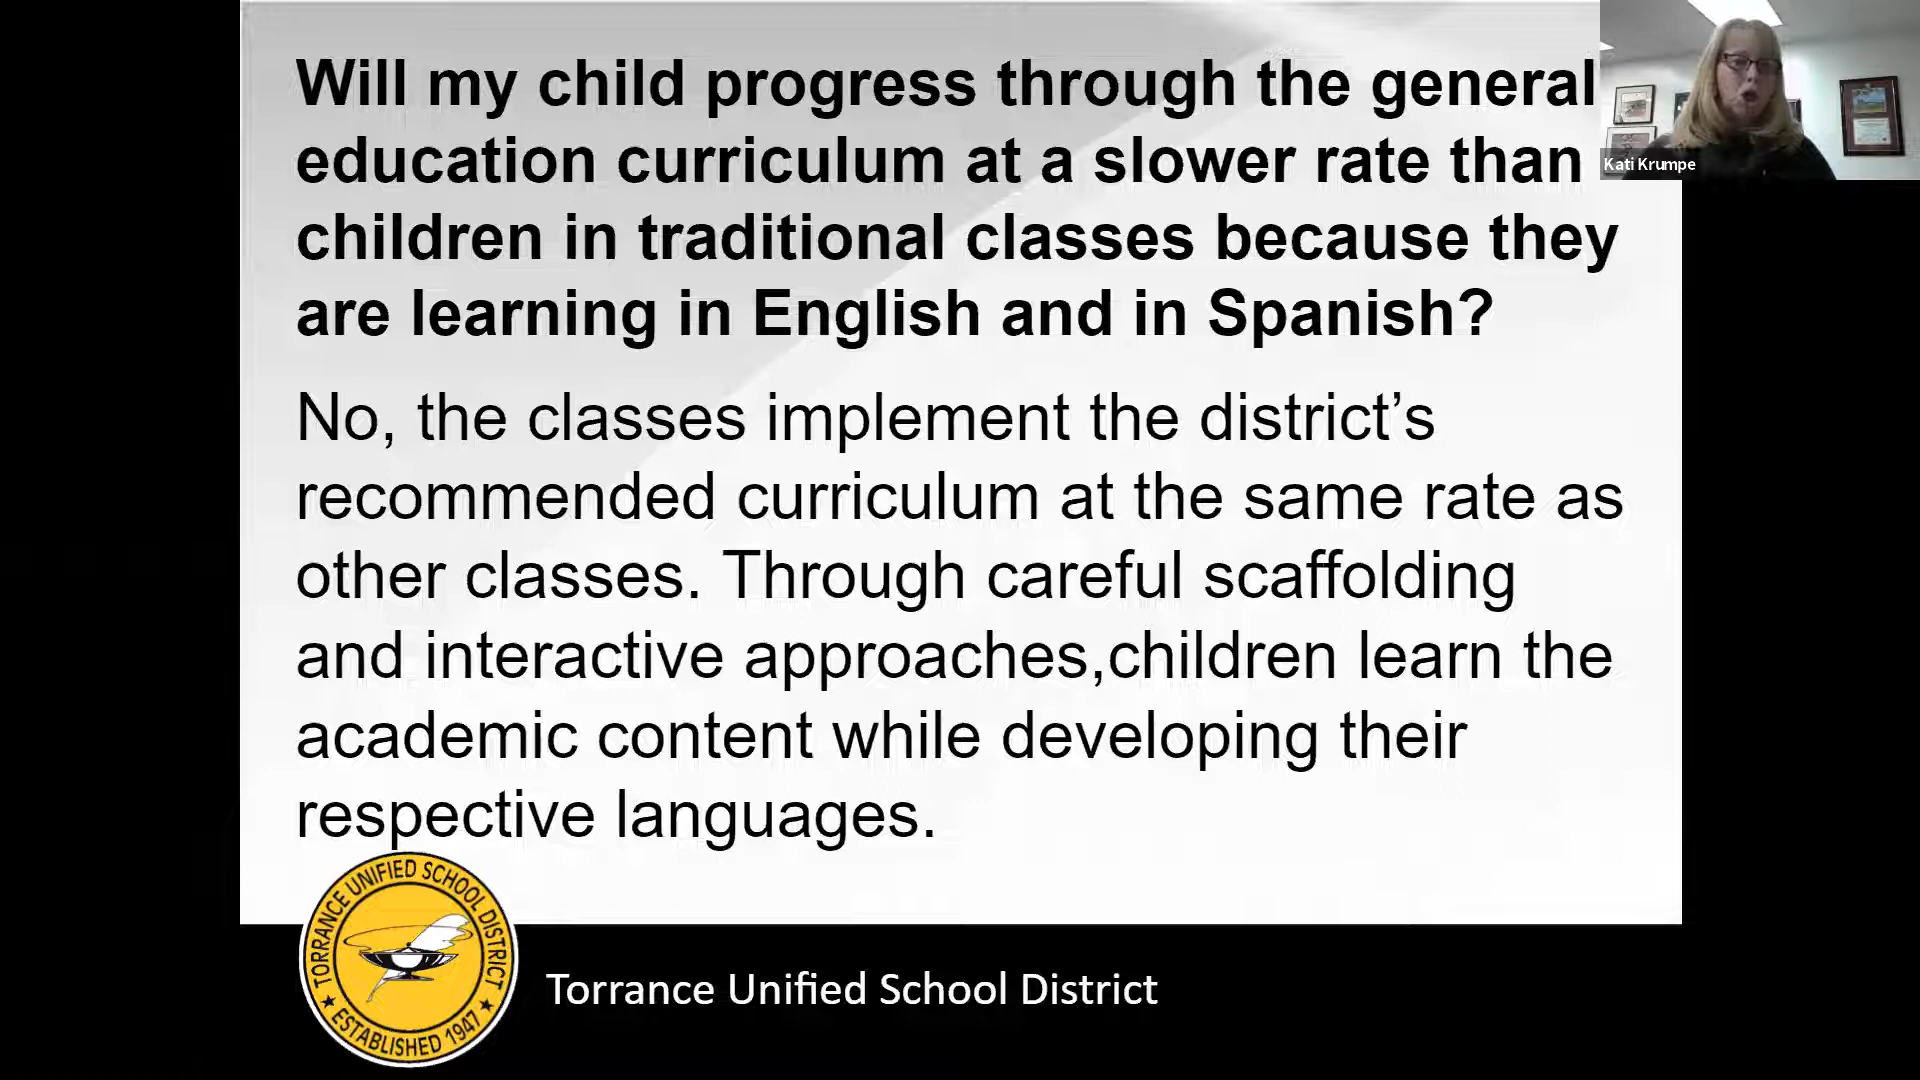 Will my child progress through the general
education curriculum at a slower rate than
children in traditional classes because they
are learning in English and in Spanish?
No, the classes implement the district’s
recommended curriculum at the same rate as
other classes. Through careful scaffolding
and interactive approaches,children learn the
academic content while developing their
respective languages.
Kati Krumpe
TORRANCE UNIFIED SCHOOL DISTRICT
★ ESTABLISHED 1947 ★
Torrance Unified School District